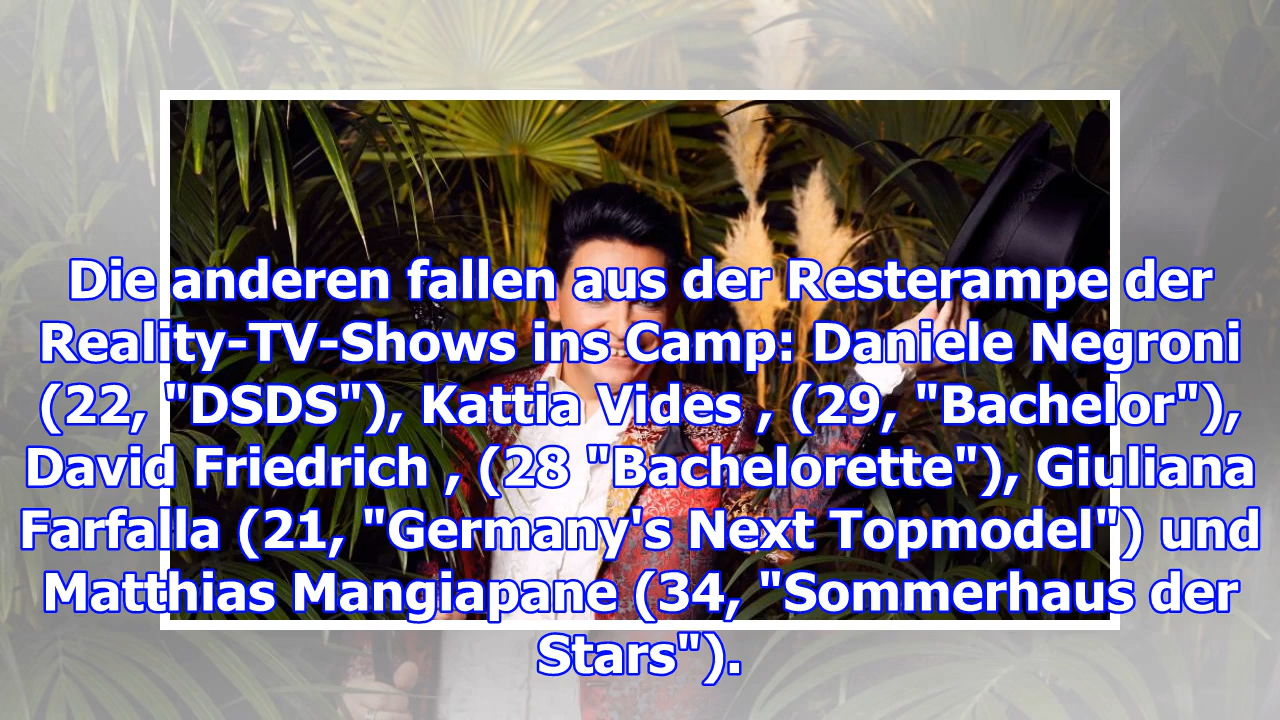 Die anderen fallen aus der Resterampe der
Reality-TV-Shows ins Camp: Daniele Negroni
(22, "DSDS"), Kattia Vides , (29, "Bachelor"),
David Friedrich , (28 "Bachelorette"), Giuliana
Farfalla (21, "Germany's Next Topmodel") und
Matthias Mangiapane (34, "Sommerhaus der
Stars").